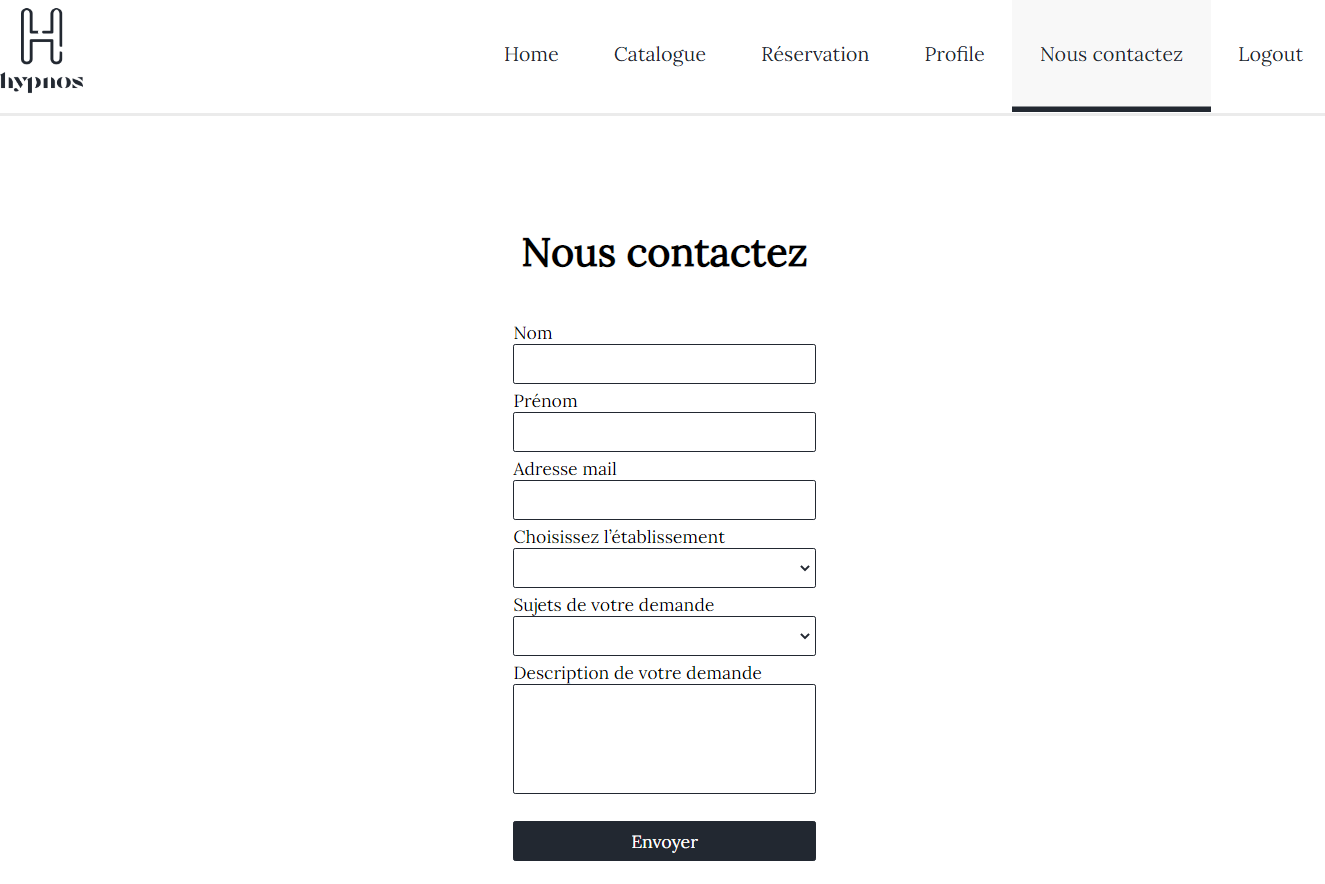 hypnos
Home Catalogue Réservation Profile Nous contactez Logout
Nous contactez
Nom
Prénom
Adresse mail
Choisissez l’établissement
Sujets de votre demande
Description de votre demande
Envoyer